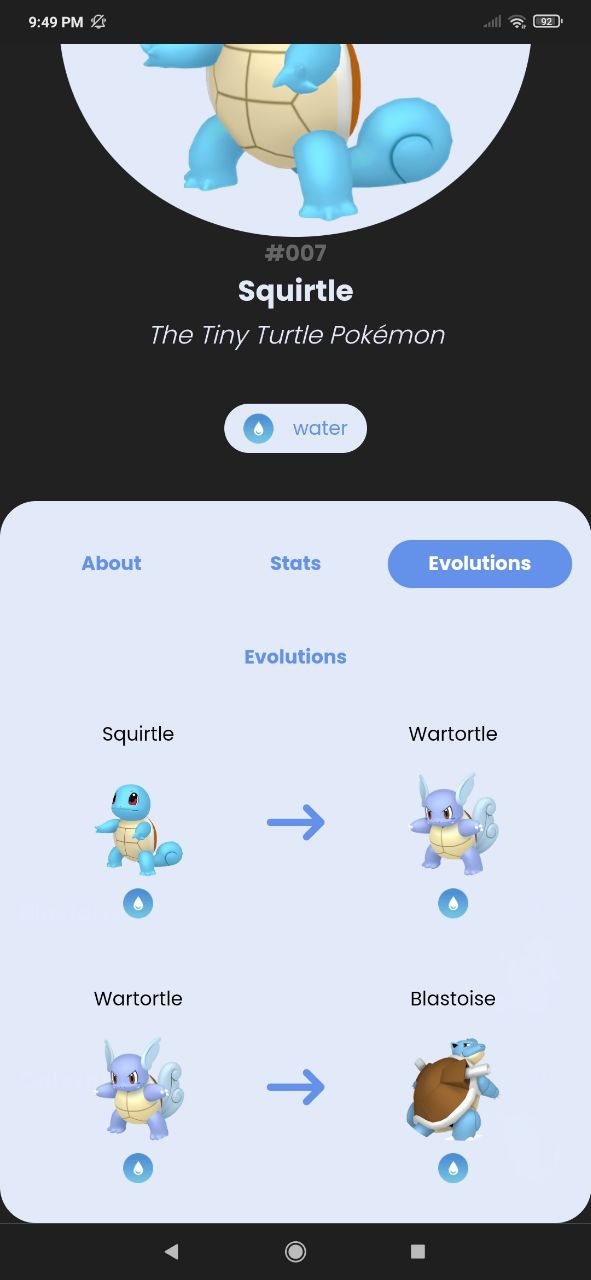 9:49 PM
92
#007
Squirtle
The Tiny Turtle Pokémon
water
About Stats Evolutions
Evolutions
Squirtle Wartortle
Wartortle Blastoise